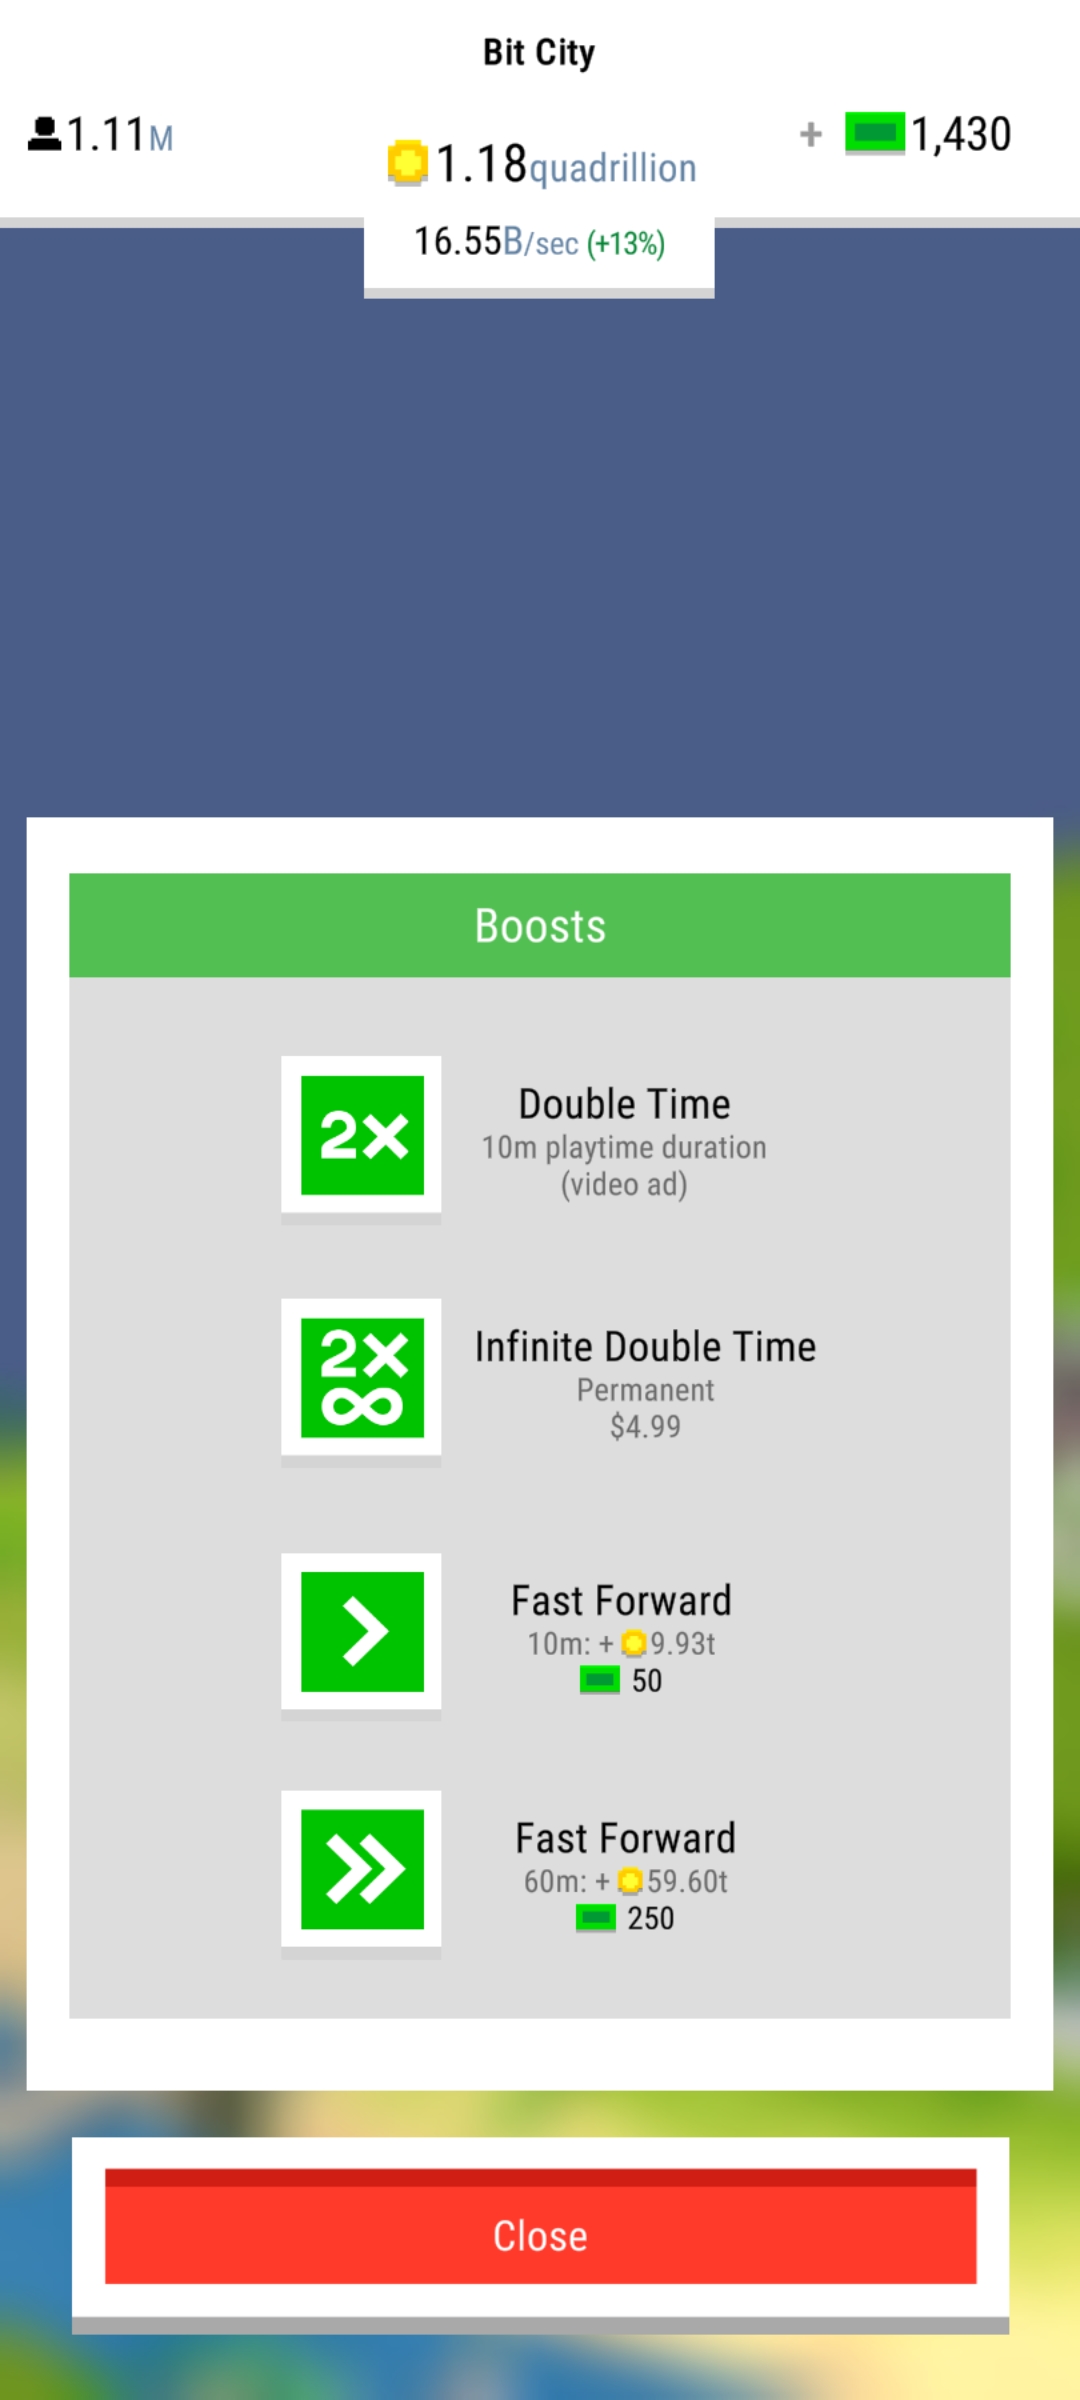 Bit City
1.11M
+ 1,430
1.18quadrillion
16.55B/sec (+13%)
Boosts
2×
Double Time
10m playtime duration
(video ad)
2×
∞
Infinite Double Time
Permanent
$4.99
Fast Forward
10m: + 9.93t
50
Fast Forward
60m: + 59.60t
250
Close